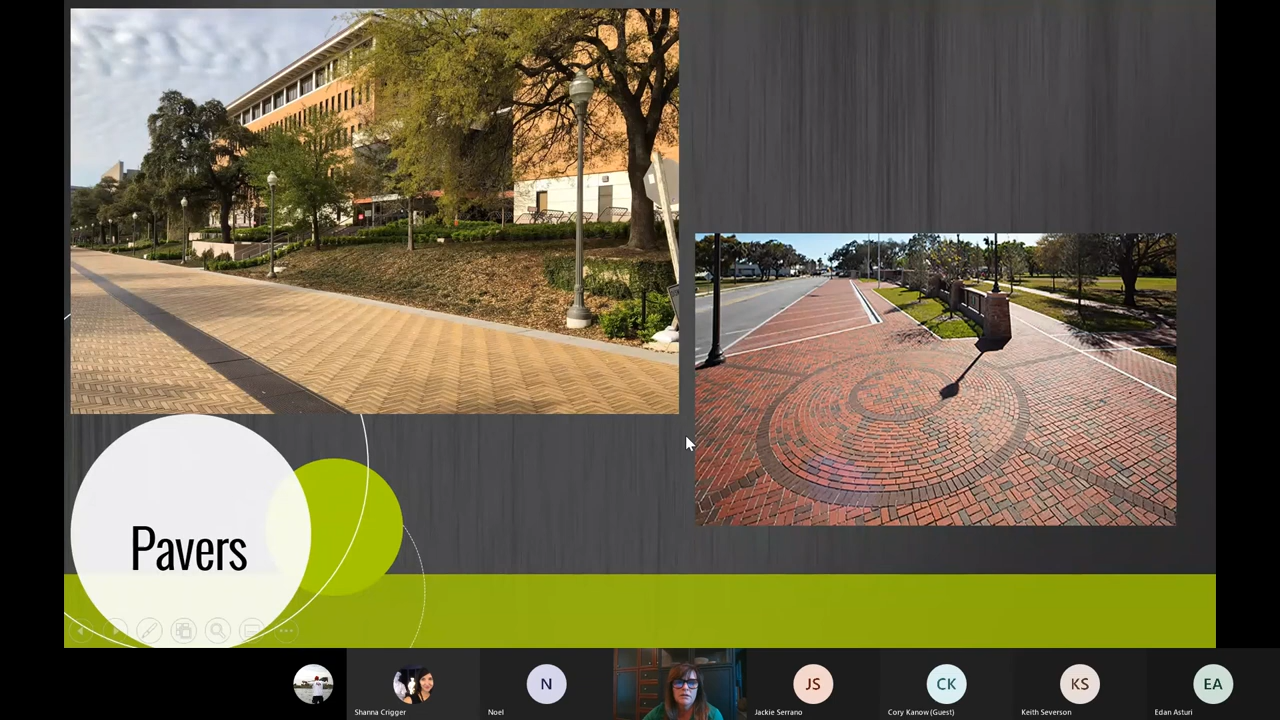 Pavers
N
JS
CK
KS
EA
Shanna Crigger
Noel
Jackie Serrano
Cory Kanow (Guest)
Keith Severson
Edan Asturi